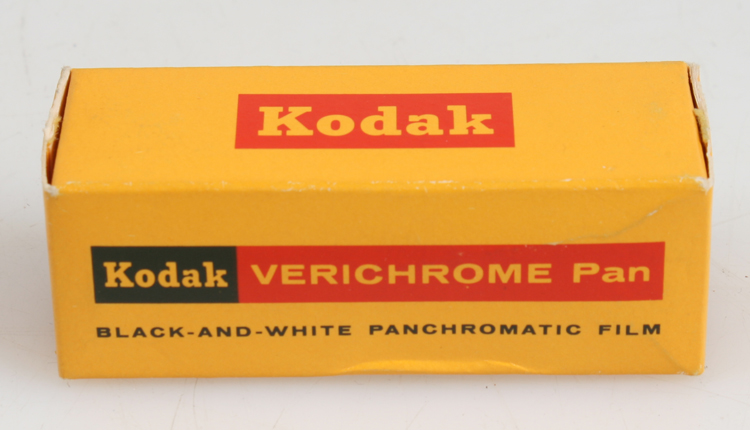 Kodak
Kodak VERICHROME Pan
BLACK-AND-WHITE PANCHROMATIC FILM